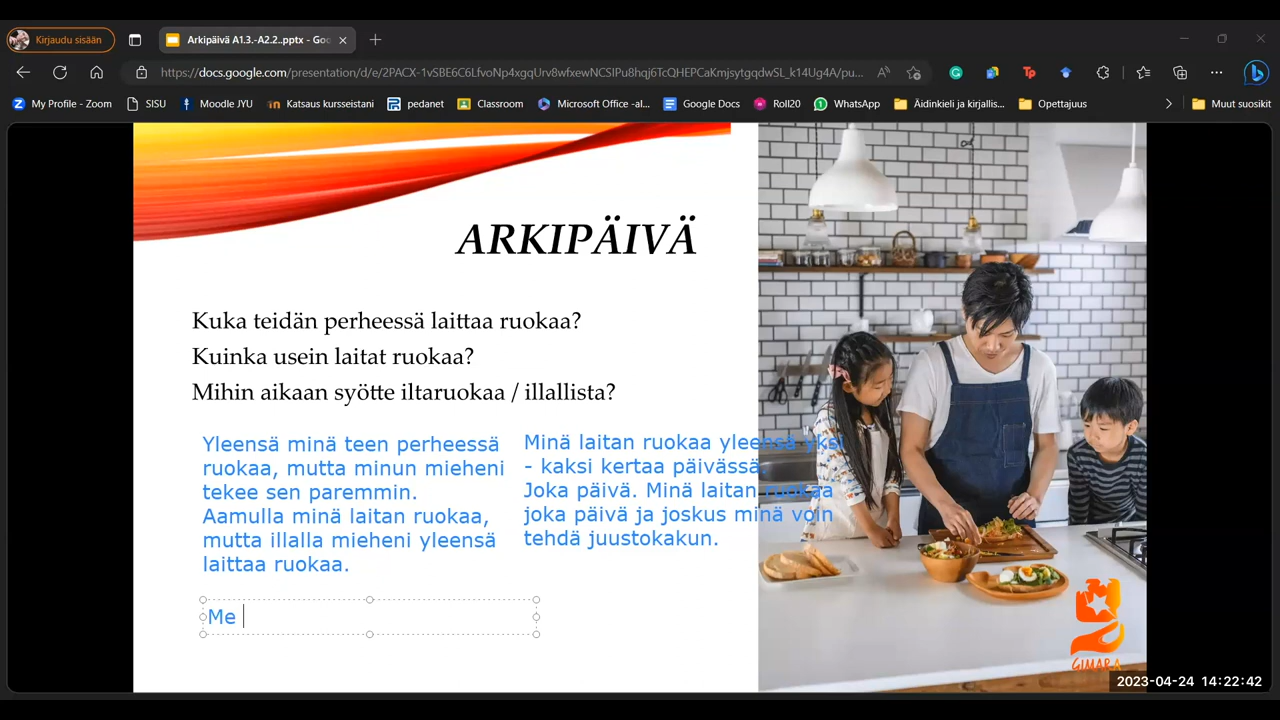 Kirjaudu sisään
Arkipäivä A1.3.-A2.2..pptx - Goo
https://docs.google.com/presentation/d/e/2PACX-1vSBE6C6LfvoNp4xgqUrv8wfxewNCSIPu8hqj6TcQHEPCaKmjsytgqdwSL_k14Ug4A/pu...
My Profile - Zoom
SISU
Moodle JYU
Katsaus kursseistani
pedanet
Classroom
Microsoft Office -al...
Google Docs
Roll20
WhatsApp
Äidinkieli ja kirjallis...
Opettajuus
Muut suosikit
ARKIPÄIVÄ
Kuka teidän perheessä laittaa ruokaa?
Kuinka usein laitat ruokaa?
Mihin aikaan syötte iltaruokaa / illallista?
Yleensä minä teen perheessä
ruokaa, mutta minun mieheni
tekee sen paremmin.
Aamulla minä laitan ruokaa,
mutta illalla mieheni yleensä
laittaa ruokaa.
Minä laitan ruokaa yleensä yksi
- kaksi kertaa päivässä.
Joka päivä. Minä laitan ruokaa
joka päivä ja joskus minä voin
tehdä juustokakun.
Me
GIMARA
2023-04-24 14:22:42